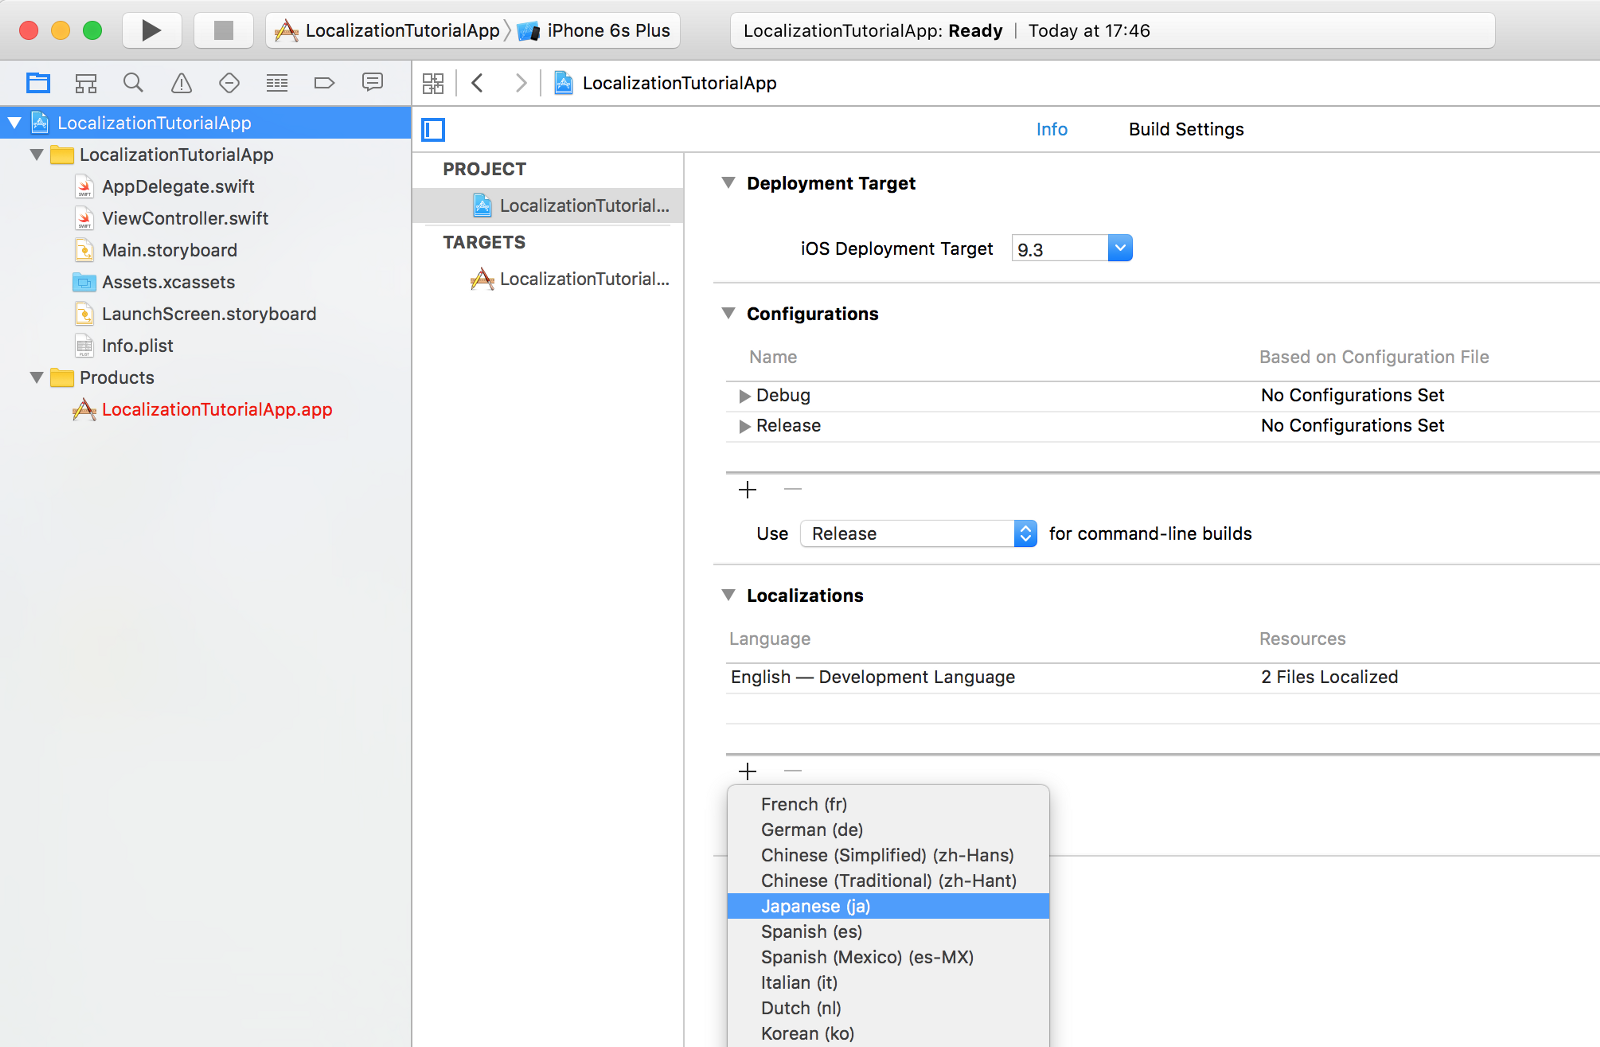 LocalizationTutorialApp
iPhone 6s Plus
LocalizationTutorialApp: Ready | Today at 17:46
LocalizationTutorialApp
LocalizationTutorialApp
LocalizationTutorialApp
AppDelegate.swift
ViewController.swift
Main.storyboard
Assets.xcassets
LaunchScreen.storyboard
Info.plist
Products
LocalizationTutorialApp.app
Info
Build Settings
PROJECT
LocalizationTutorial...
TARGETS
LocalizationTutorial...
Deployment Target
iOS Deployment Target 9.3
Configurations
Name Based on Configuration File
Debug No Configurations Set
Release No Configurations Set
Use Release for command-line builds
Localizations
Language Resources
English — Development Language 2 Files Localized
French (fr)
German (de)
Chinese (Simplified) (zh-Hans)
Chinese (Traditional) (zh-Hant)
Japanese (ja)
Spanish (es)
Spanish (Mexico) (es-MX)
Italian (it)
Dutch (nl)
Korean (ko)